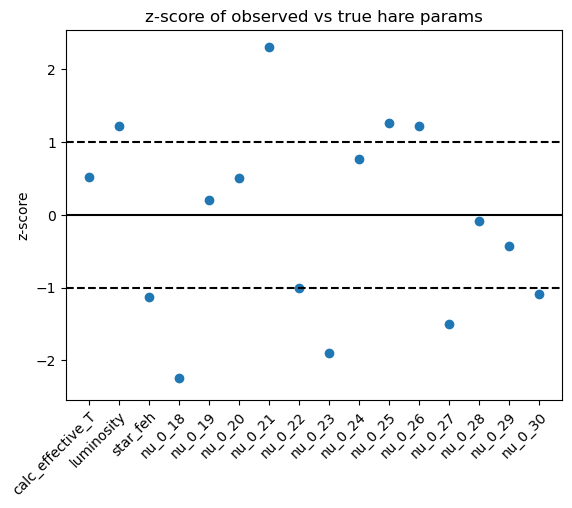 z-score of observed vs true hare params
z-score
2
1
0
−1
−2
calc_effective_T
luminosity
star_feh
nu_0_18
nu_0_19
nu_0_20
nu_0_21
nu_0_22
nu_0_23
nu_0_24
nu_0_25
nu_0_26
nu_0_27
nu_0_28
nu_0_29
nu_0_30